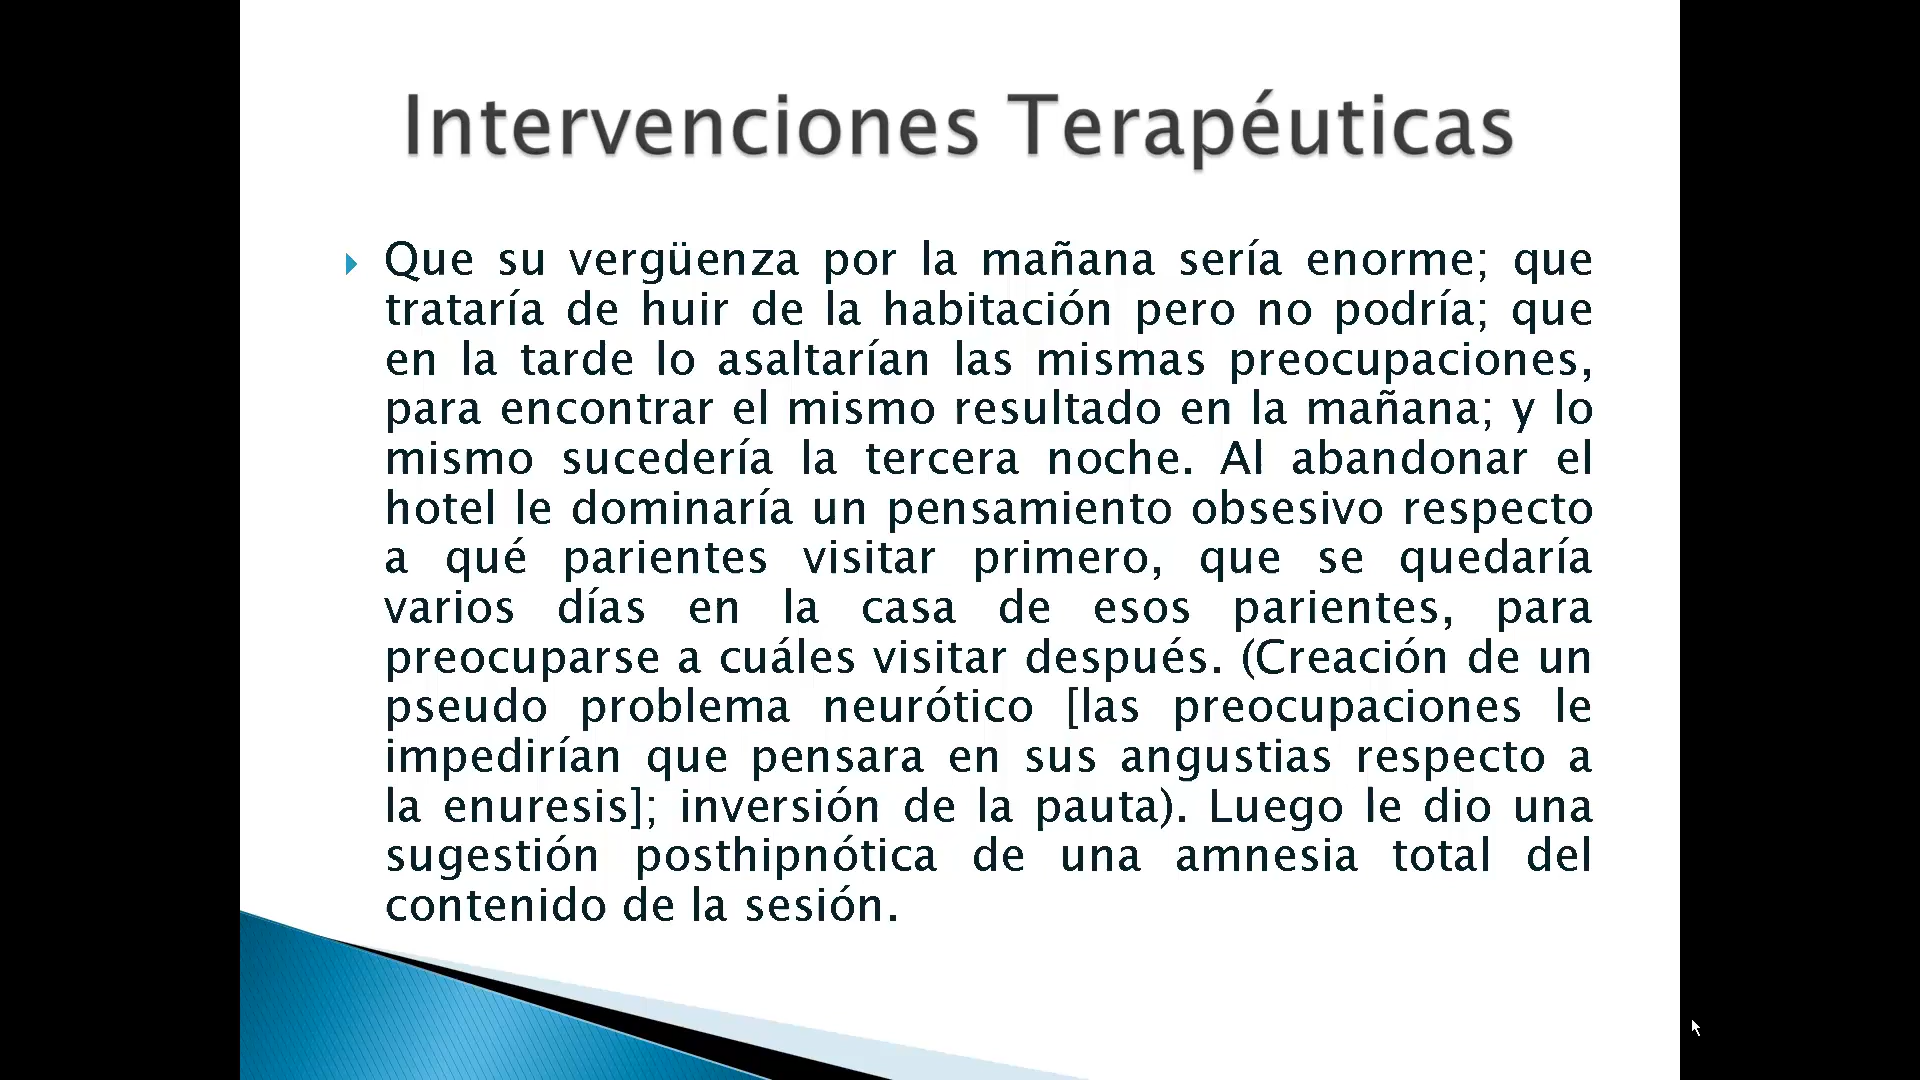 Intervenciones Terapéuticas
Que su vergüenza por la mañana sería enorme; que
trataría de huir de la habitación pero no podría; que
en la tarde lo asaltarían las mismas preocupaciones,
para encontrar el mismo resultado en la mañana; y lo
mismo sucedería la tercera noche. Al abandonar el
hotel le dominaría un pensamiento obsesivo respecto
a qué parientes visitar primero, que se quedaría
varios días en la casa de esos parientes, para
preocuparse a cuáles visitar después. (Creación de un
pseudo problema neurótico [las preocupaciones le
impedirían que pensara en sus angustias respecto a
la enuresis]; inversión de la pauta). Luego le dio una
sugestión posthipnótica de una amnesia total del
contenido de la sesión.